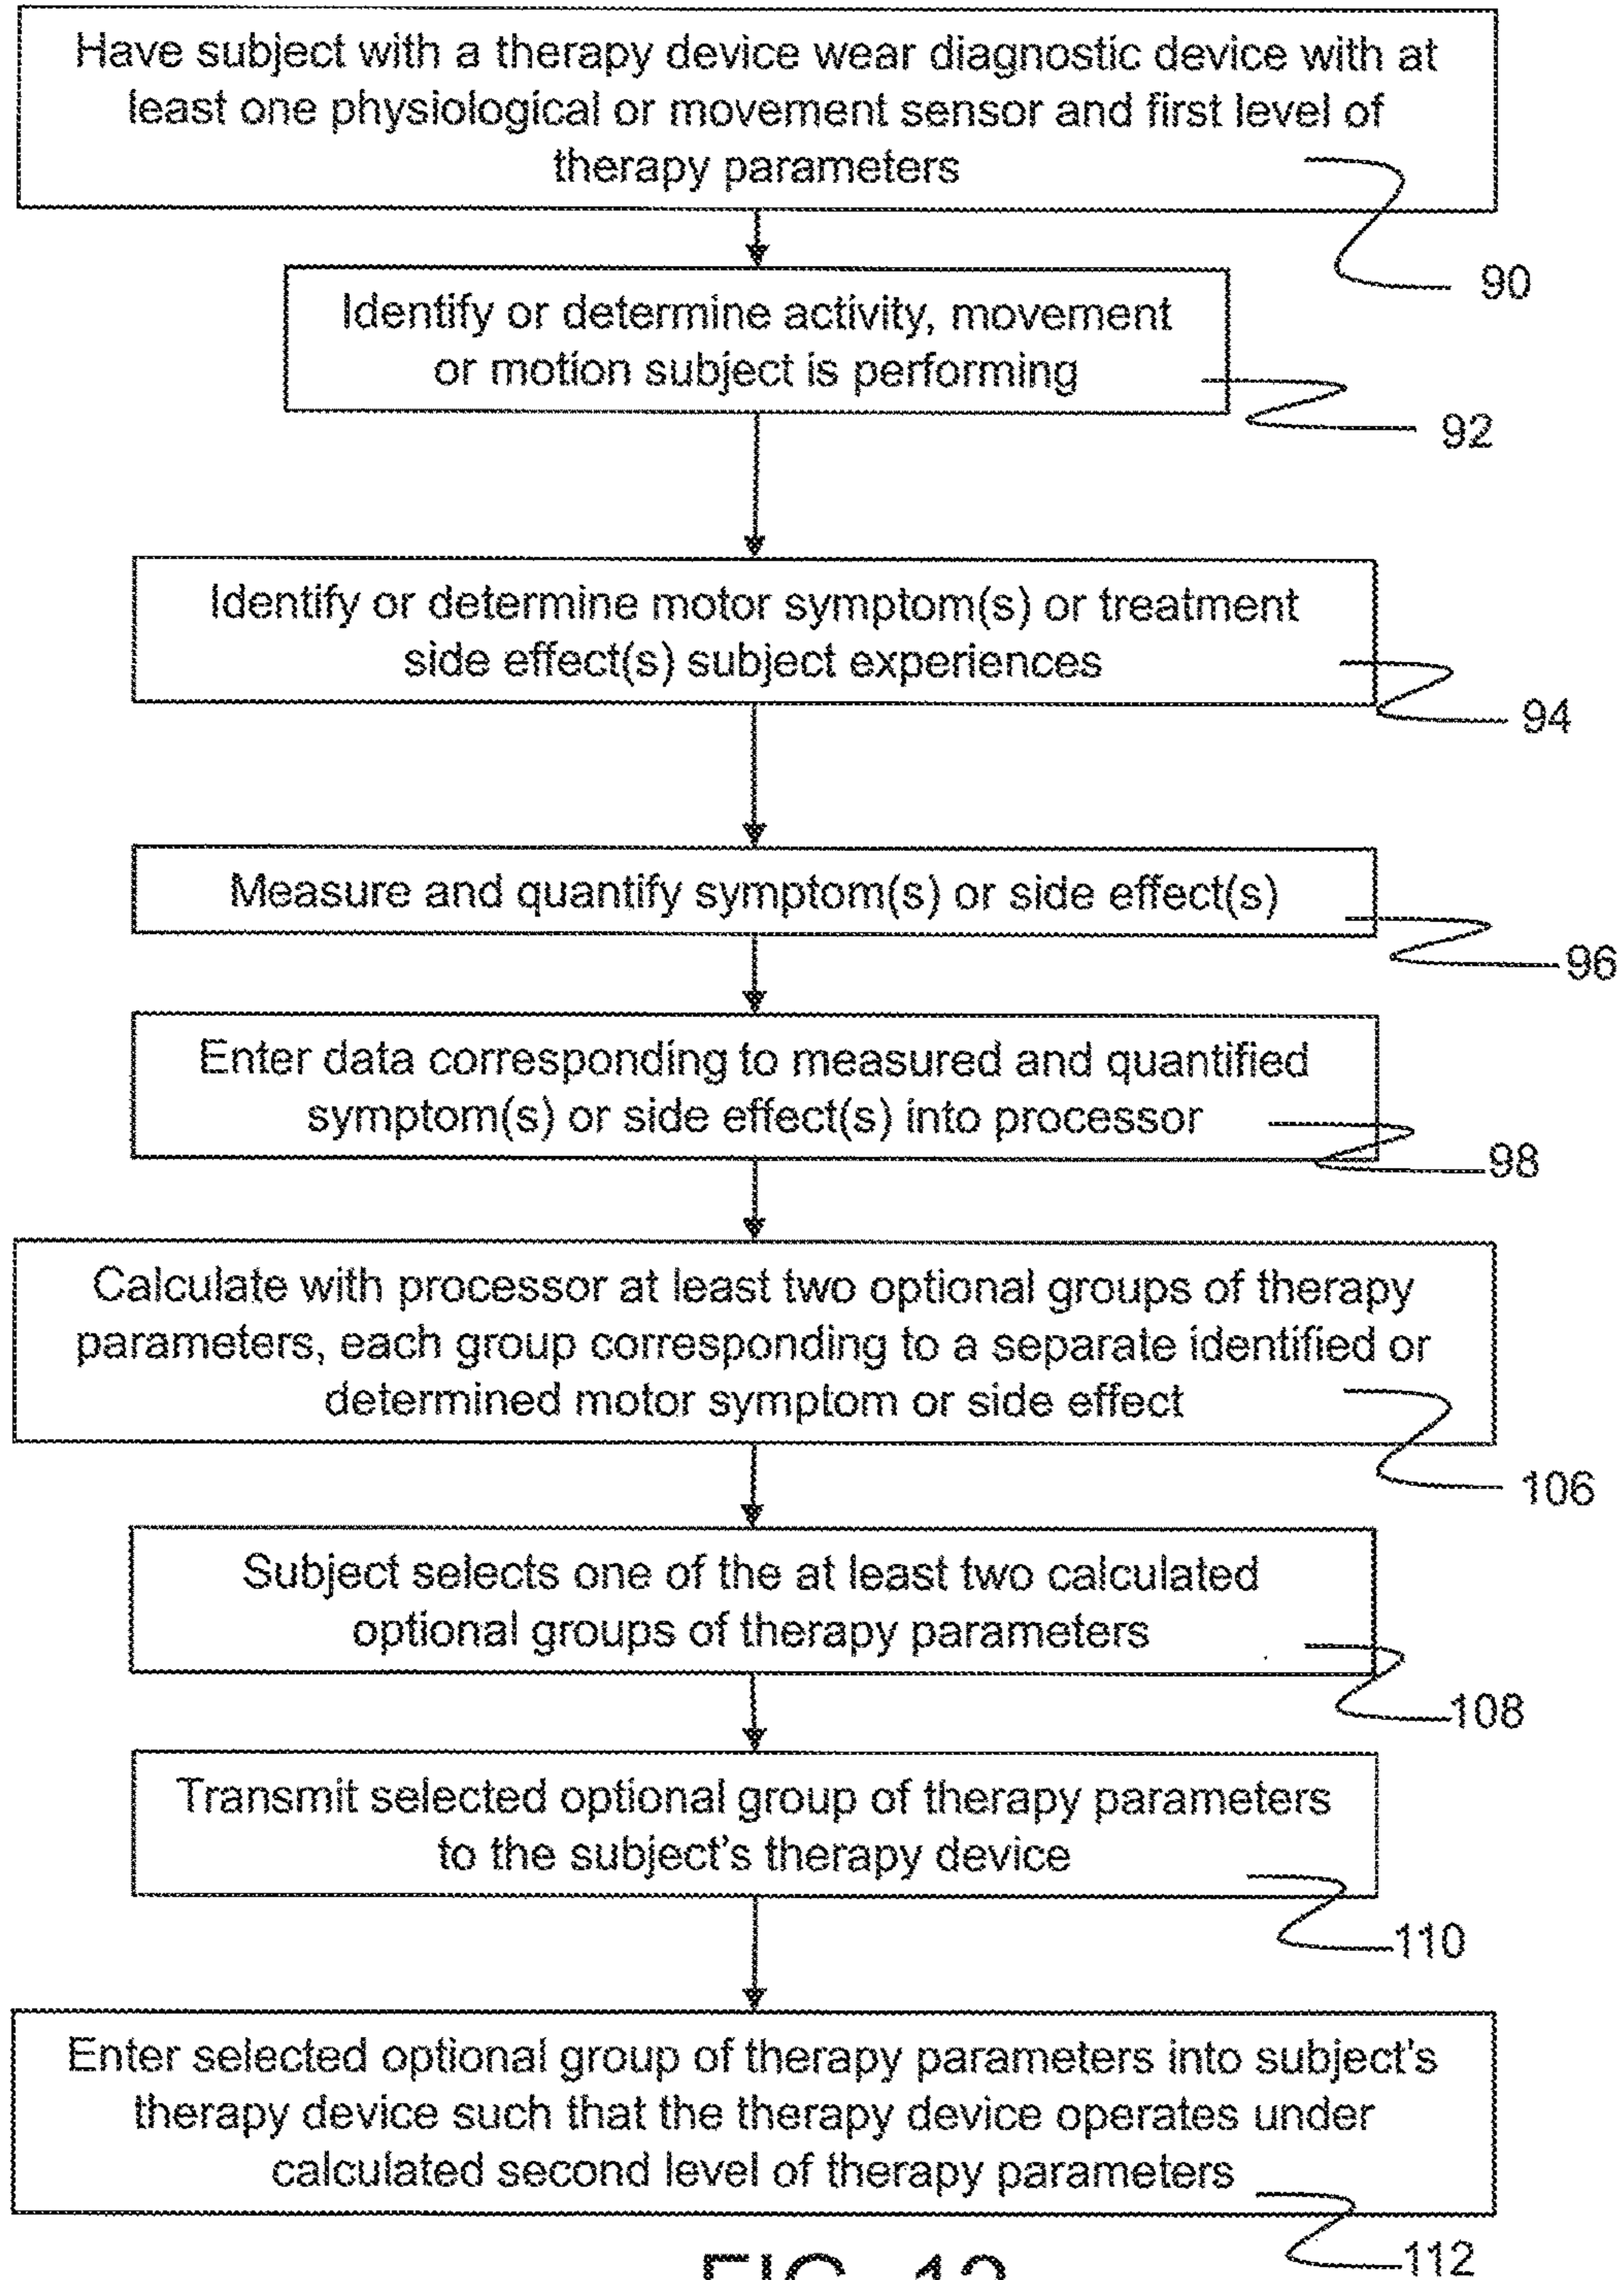 Have subject with a therapy device wear diagnostic device with at
least one physiological or movement sensor and first level of
therapy parameters
90
Identify or determine activity, movement
or motion subject is performing
92
Identify or determine motor symptom(s) or treatment
side effect(s) subject experiences
94
Measure and quantify symptom(s) or side effect(s)
96
Enter data corresponding to measured and quantified
symptom(s) or side effect(s) into processor
98
Calculate with processor at least two optional groups of therapy
parameters, each group corresponding to a separate identified or
determined motor symptom or side effect
106
Subject selects one of the at least two calculated
optional groups of therapy parameters
108
Transmit selected optional group of therapy parameters
to the subject's therapy device
110
Enter selected optional group of therapy parameters into subject's
therapy device such that the therapy device operates under
calculated second level of therapy parameters
112
FIG.